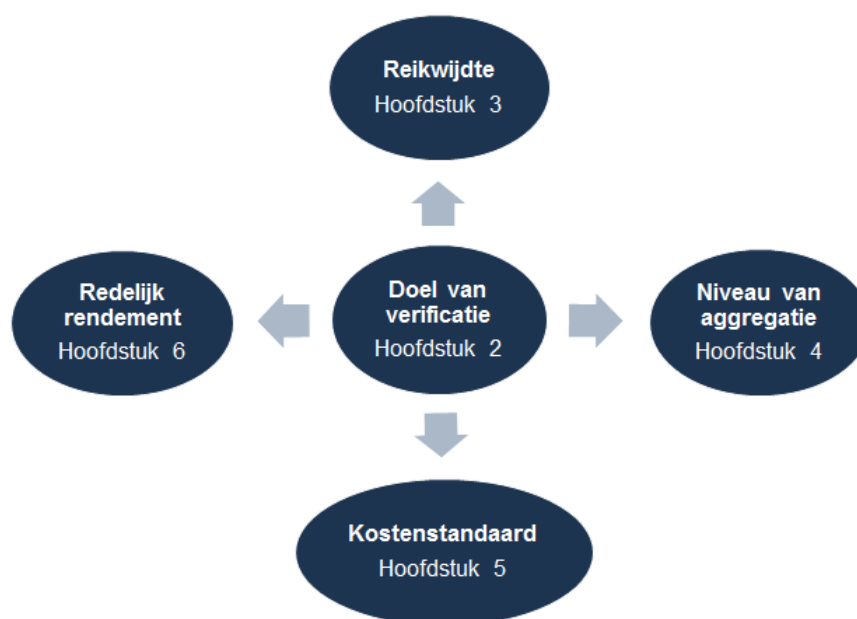 Reikwijdte
Hoofdstuk 3
Redelijk
rendement
Hoofdstuk 6
Doel van
verificatie
Hoofdstuk 2
Niveau van
aggregatie
Hoofdstuk 4
Kostenstandaard
Hoofdstuk 5